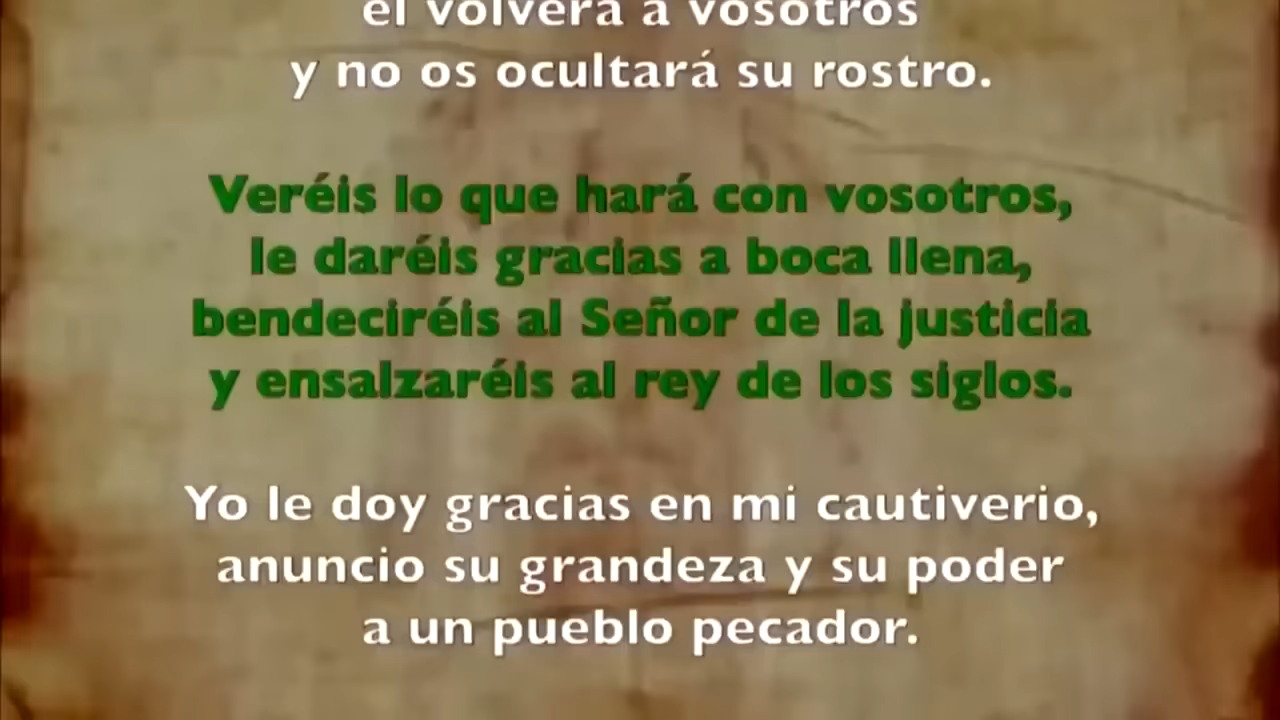 él volverá a vosotros
y no os ocultará su rostro.
Veréis lo que hará con vosotros,
le daréis gracias a boca llena,
bendeciréis al Señor de la justicia
y ensalzaréis al rey de los siglos.
Yo le doy gracias en mi cautiverio,
anuncio su grandeza y su poder
a un pueblo pecador.